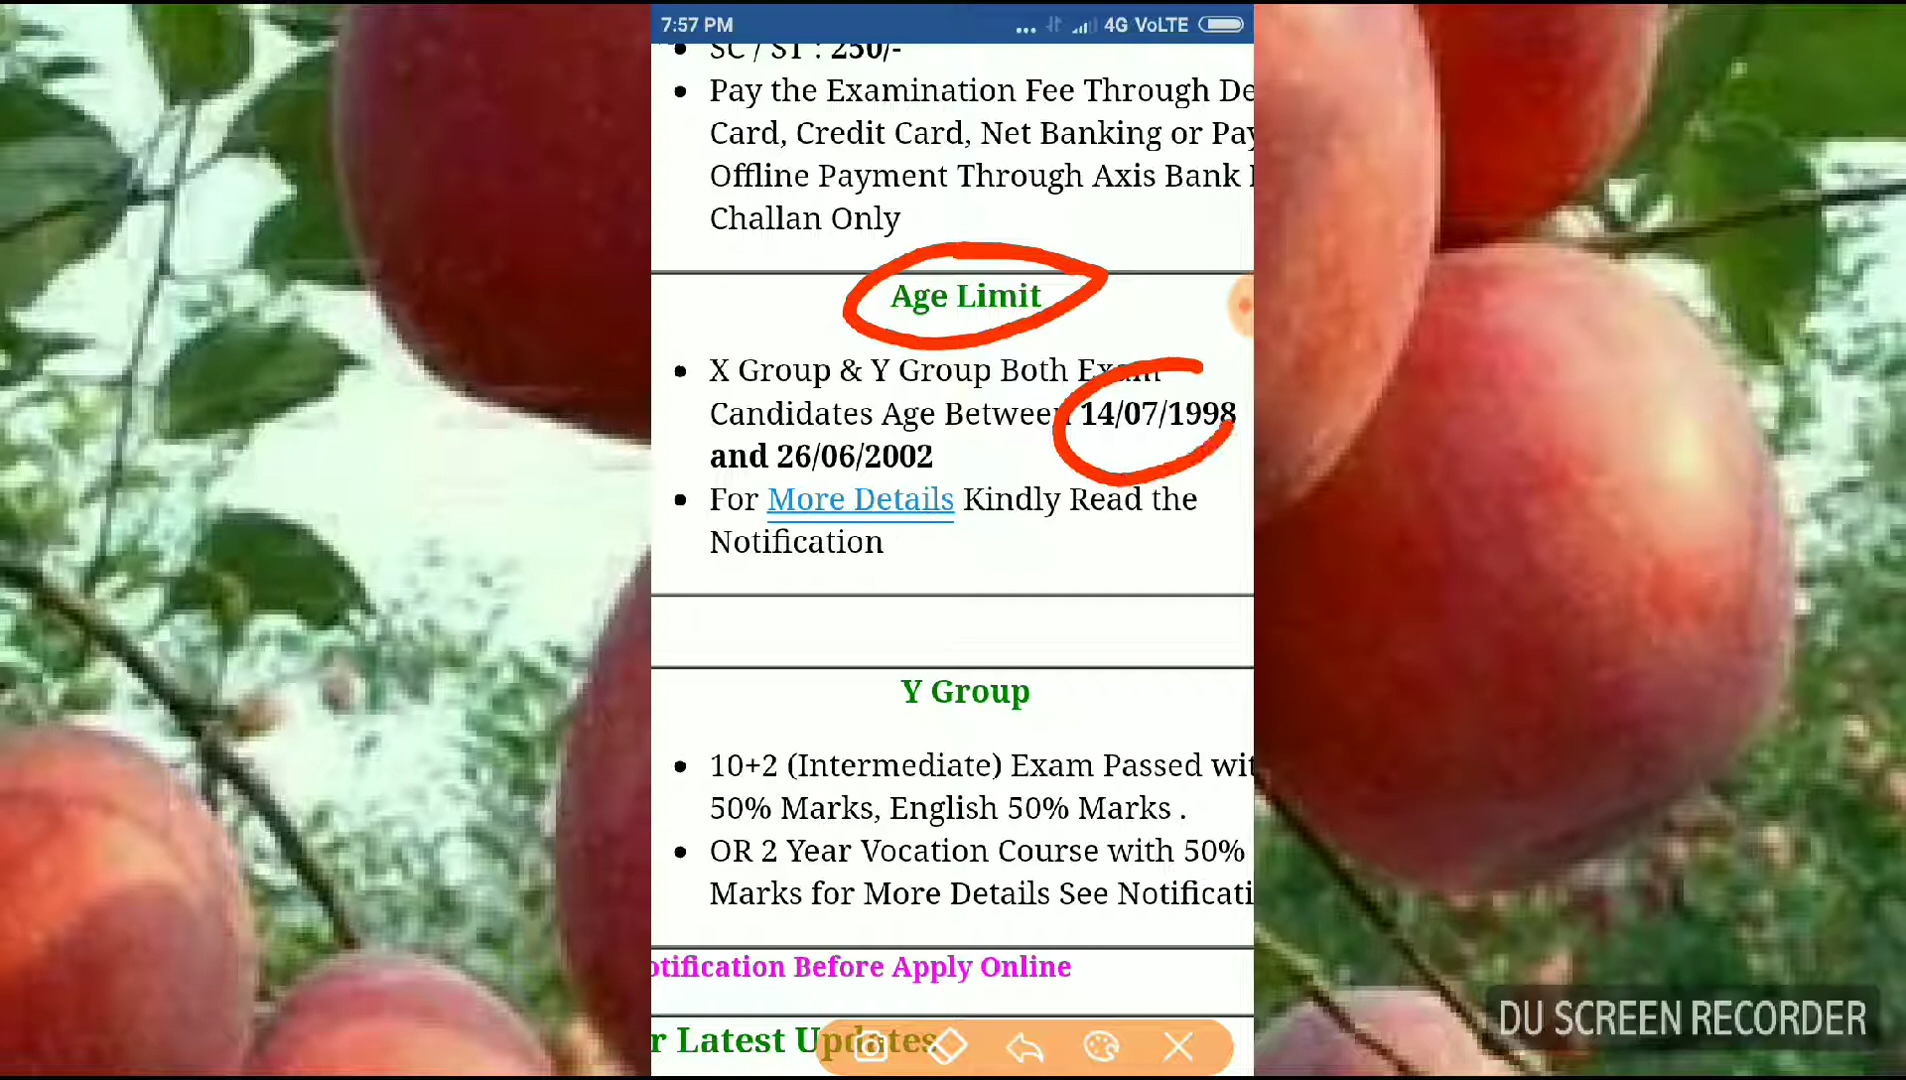 7:57 PM
4G VoLTE
SC / ST : 250/-
Pay the Examination Fee Through De
Card, Credit Card, Net Banking or Pay
Offline Payment Through Axis Bank
Challan Only
Age Limit
X Group & Y Group Both Exam
Candidates Age Between 14/07/1998
and 26/06/2002
For More Details Kindly Read the
Notification
Y Group
10+2 (Intermediate) Exam Passed wit
50% Marks, English 50% Marks .
OR 2 Year Vocation Course with 50%
Marks for More Details See Notificati
otification Before Apply Online
r Latest Updates
DU SCREEN RECORDER